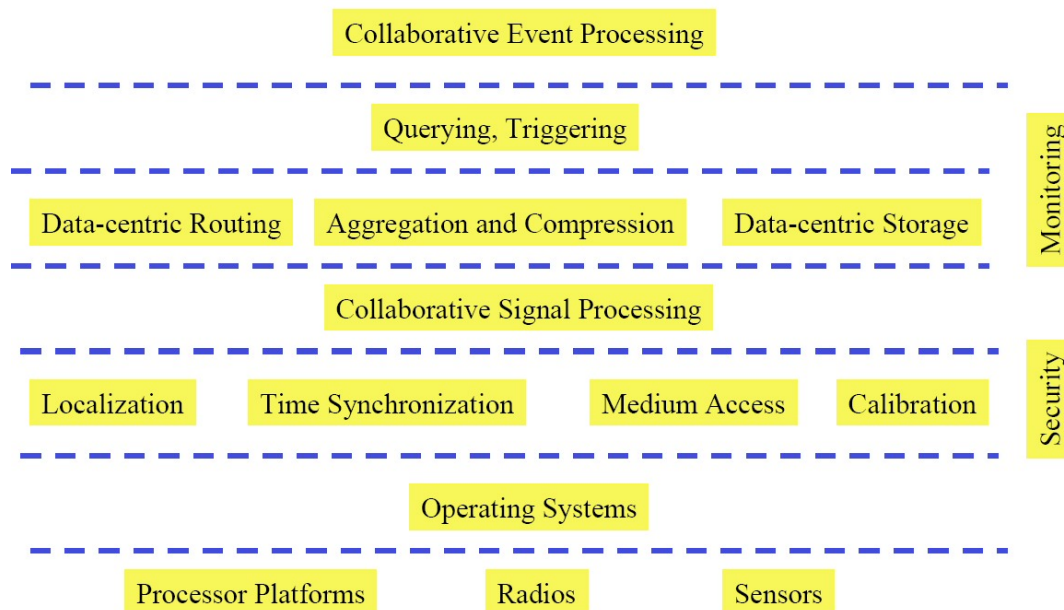 Collaborative Event Processing
Querying, Triggering
Monitoring
Data-centric Routing
Aggregation and Compression
Data-centric Storage
Collaborative Signal Processing
Security
Localization
Time Synchronization
Medium Access
Calibration
Operating Systems
Processor Platforms
Radios
Sensors